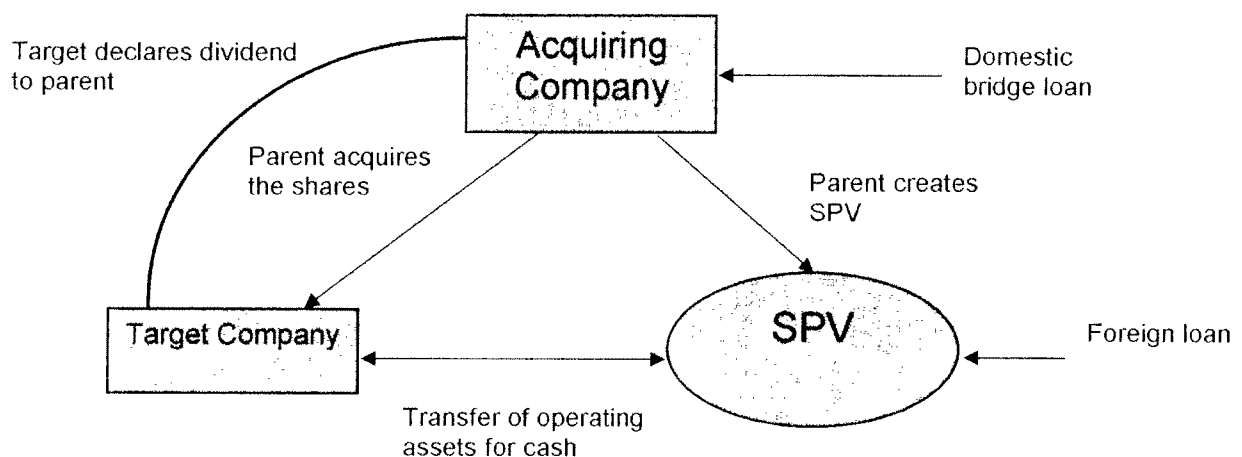 Target declares dividend
to parent
Acquiring
Company
Domestic
bridge loan
Parent acquires
the shares
Parent creates
SPV
Target Company
SPV
Foreign loan
Transfer of operating
assets for cash